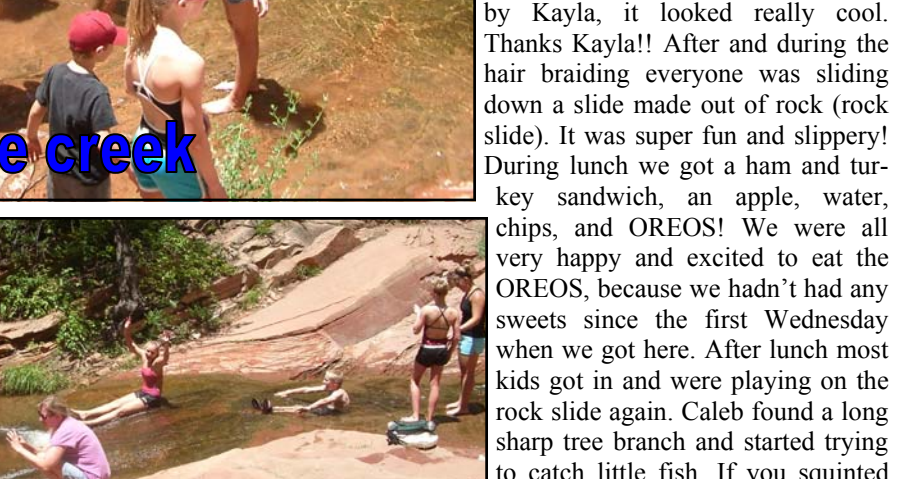 e creek
by Kayla, it looked really cool.
Thanks Kayla!! After and during the
hair braiding everyone was sliding
down a slide made out of rock (rock
slide). It was super fun and slippery!
During lunch we got a ham and tur-
key sandwich, an apple, water,
chips, and OREOS! We were all
very happy and excited to eat the
OREOS, because we hadn’t had any
sweets since the first Wednesday
when we got here. After lunch most
kids got in and were playing on the
rock slide again. Caleb found a long
sharp tree branch and started trying
to catch little fish. If you squinted